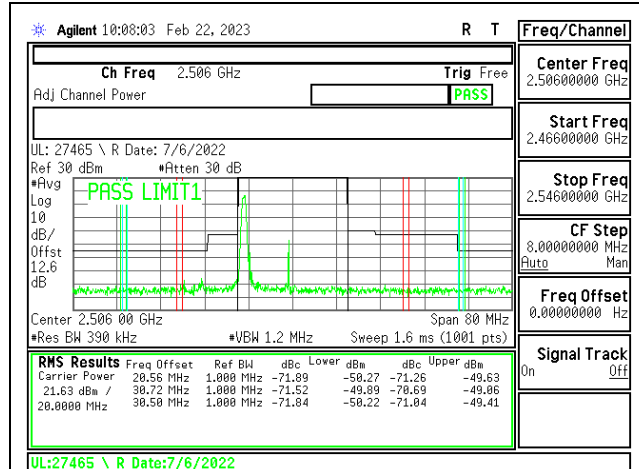 Agilent 10:08:03 Feb 22, 2023 R T Freq/Channel
Ch Freq 2.506 GHz Trig Free
Adj Channel Power PASS
UL: 27465 \ R Date: 7/6/2022
Ref 30 dBm #Atten 30 dB
#Avg
Log
10
dB/
Offst
12.6
dB
PASS LIMIT1
Center 2.506 00 GHz Span 80 MHz
#Res BW 390 kHz #VBW 1.2 MHz Sweep 1.6 ms (1001 pts)
RMS Results Freq Offset Ref BW dBc Lower dBm dBc Upper dBm
Carrier Power 20.56 MHz 1.000 MHz -71.89 -50.27 -71.26 -49.63
21.63 dBm / 30.72 MHz 1.000 MHz -71.52 -49.89 -70.69 -49.06
20.0000 MHz 30.50 MHz 1.000 MHz -71.84 -50.22 -71.04 -49.41
UL:27465 \ R Date:7/6/2022
Center Freq
2.50600000 GHz
Start Freq
2.46600000 GHz
Stop Freq
2.54600000 GHz
CF Step
8.00000000 MHz
Auto Man
Freq Offset
0.00000000 Hz
Signal Track
On Off